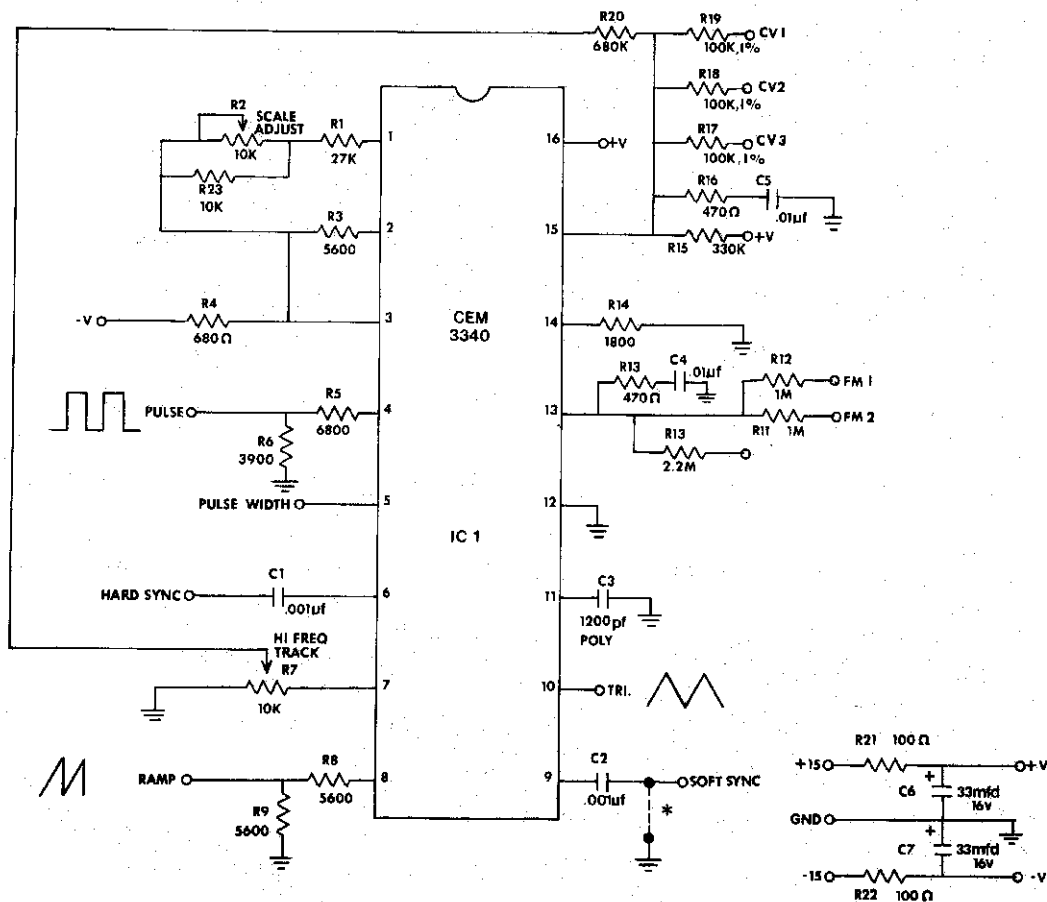 R20
680K
R19
100K,1%
CV1
R18
100K,1%
CV2
R17
100K,1%
CV3
R16
470Ω
C5
.01μf
R15
330K
+V
R2
SCALE
ADJUST
10K
R1
27K
R23
10K
R3
5600
R4
680Ω
-V
PULSE
R5
6800
R6
3900
PULSE WIDTH
HARD SYNC
C1
.001μf
HI FREQ
TRACK
R7
10K
RAMP
R8
5600
R9
5600
1
2
3
4
5
6
7
8
CEM
3340
IC 1
16
15
14
13
12
11
10
9
+V
R14
1800
R13
470Ω
C4
.01μf
R12
1M
FM 1
R11
1M
FM 2
R13
2.2M
C3
1200pf
POLY
TRI.
C2
.001uf
SOFT SYNC
*
R21
100Ω
+15
+V
+
C6
33mfd
16v
GND
+
C7
33mfd
16v
-15
R22
100Ω
-V